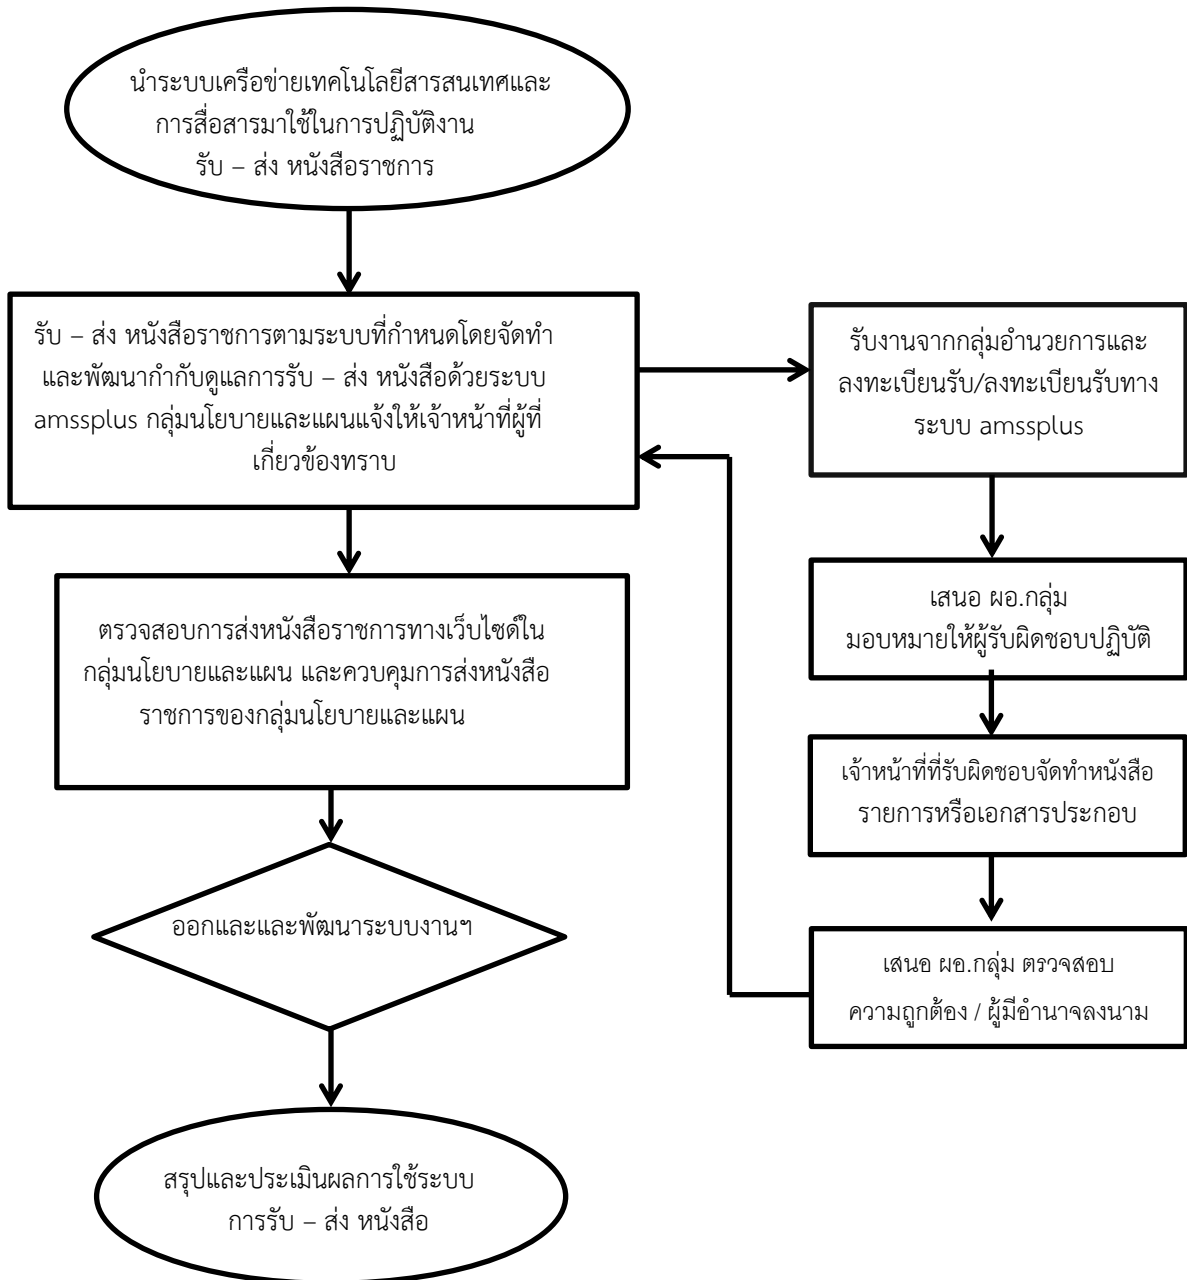 นำระบบเครือข่ายเทคโนโลยีสารสนเทศและ
การสื่อสารมาใช้ในการปฏิบัติงาน
รับ – ส่ง หนังสือราชการ
รับ – ส่ง หนังสือราชการตามระบบที่กำหนดโดยจัดทำ
และพัฒนากำกับดูแลการรับ – ส่ง หนังสือด้วยระบบ
amssplus กลุ่มนโยบายและแผนแจ้งให้เจ้าหน้าที่ผู้ที่
เกี่ยวข้องทราบ
ตรวจสอบการส่งหนังสือราชการทางเว็บไซด์ใน
กลุ่มนโยบายและแผน และควบคุมการส่งหนังสือ
ราชการของกลุ่มนโยบายและแผน
ออกและและพัฒนาระบบงานฯ
สรุปและประเมินผลการใช้ระบบ
การรับ – ส่ง หนังสือ
รับงานจากกลุ่มอำนวยการและ
ลงทะเบียนรับ/ลงทะเบียนรับทาง
ระบบ amssplus
เสนอ ผอ.กลุ่ม
มอบหมายให้ผู้รับผิดชอบปฏิบัติ
เจ้าหน้าที่ที่รับผิดชอบจัดทำหนังสือ
รายการหรือเอกสารประกอบ
เสนอ ผอ.กลุ่ม ตรวจสอบ
ความถูกต้อง / ผู้มีอำนาจลงนาม